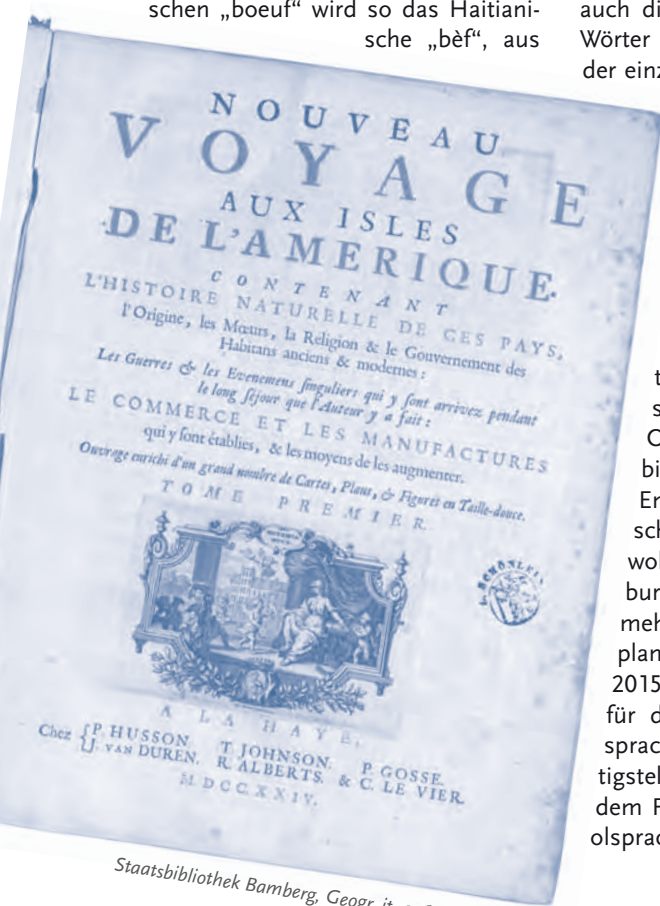 schen „boeuf“ wird so das Haitiani-
sche „bèf“, aus
auch di
Wörter
der einz
NOUVEAU
VOYAGE
AUX ISLES
DE L'AMERIQUE.
CONTENANT
L'HISTOIRE NATURELLE DE CES PAYS,
l'Origine, les Mœurs, la Religion & le Gouvernement des
Habitans anciens & modernes:
Les Guerres & les Evenemens ſinguliers qui y ſont arrivez pendant
le long ſéjour que l'Auteur y a fait:
LE COMMERCE ET LES MANUFACTURES
qui y ſont établies, & les moyens de les augmenter.
Ouvrage enrichi d'un grand nombre de Cartes, Plans, & Figures en Taille-douce.
TOME PREMIER
A LA HAYE,
Chez {P. HUSSON. T. JOHNSON. P. GOSSE.
J. VAN DUREN. R. ALBERTS. & C. LE VIER.
M. DCC. XXIV.
Staatsbibliothek Bamberg, Geogr. it.
t
s
C
bi
Er
sch
wol
bur
meh
plan
2015
für d
sprac
tigstel
dem F
olsprac